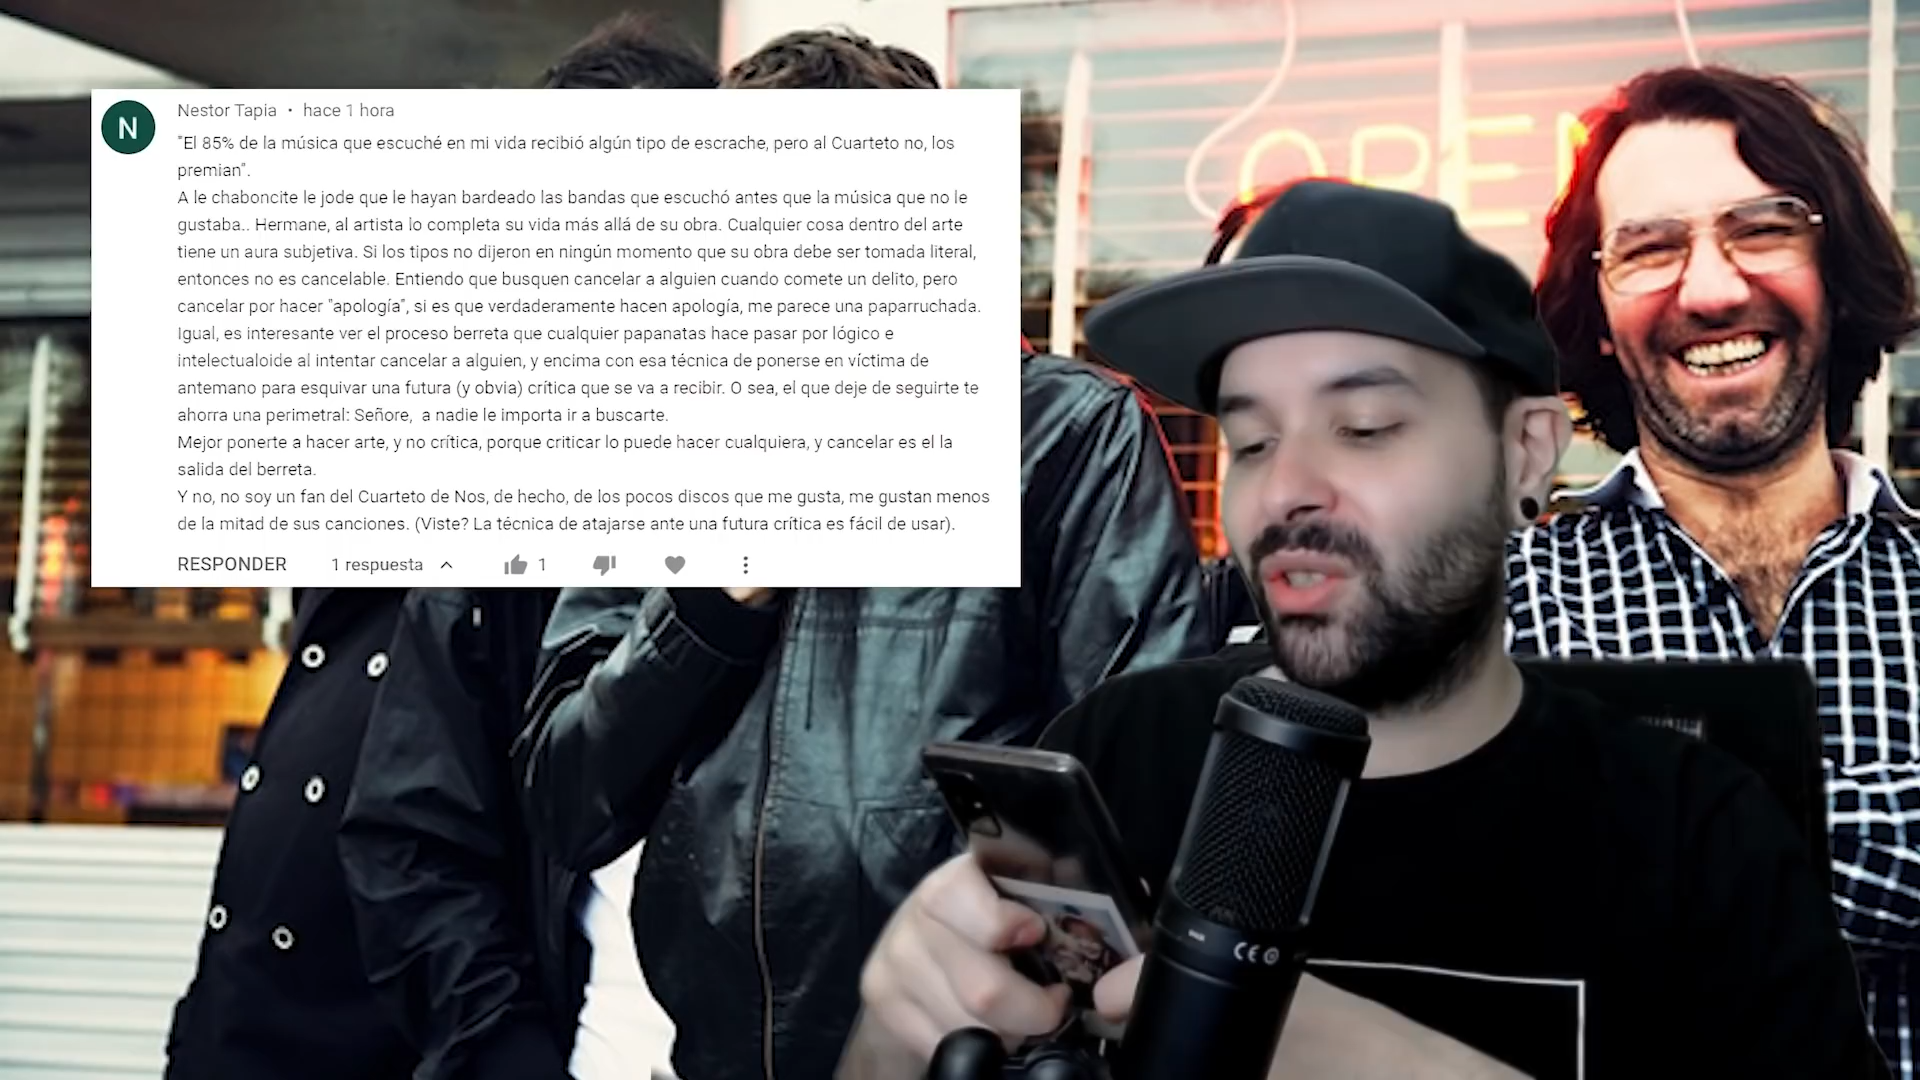 OPEN
N
Nestor Tapia • hace 1 hora
"El 85% de la música que escuché en mi vida recibió algún tipo de escrache, pero al Cuarteto no, los
premian".
A le chaboncite le jode que le hayan bardeado las bandas que escuchó antes que la música que no le
gustaba.. Hermane, al artista lo completa su vida más allá de su obra. Cualquier cosa dentro del arte
tiene un aura subjetiva. Si los tipos no dijeron en ningún momento que su obra debe ser tomada literal,
entonces no es cancelable. Entiendo que busquen cancelar a alguien cuando comete un delito, pero
cancelar por hacer "apología", si es que verdaderamente hacen apología, me parece una paparruchada.
Igual, es interesante ver el proceso berreta que cualquier papanatas hace pasar por lógico e
intelectualoide al intentar cancelar a alguien, y encima con esa técnica de ponerse en víctima de
antemano para esquivar una futura (y obvia) crítica que se va a recibir. O sea, el que deje de seguirte te
ahorra una perimetral: Señore,  a nadie le importa ir a buscarte.
Mejor ponerte a hacer arte, y no crítica, porque criticar lo puede hacer cualquiera, y cancelar es el la
salida del berreta.
Y no, no soy un fan del Cuarteto de Nos, de hecho, de los pocos discos que me gusta, me gustan menos
de la mitad de sus canciones. (Viste? La técnica de atajarse ante una futura crítica es fácil de usar).
RESPONDER 1 respuesta 1
CE